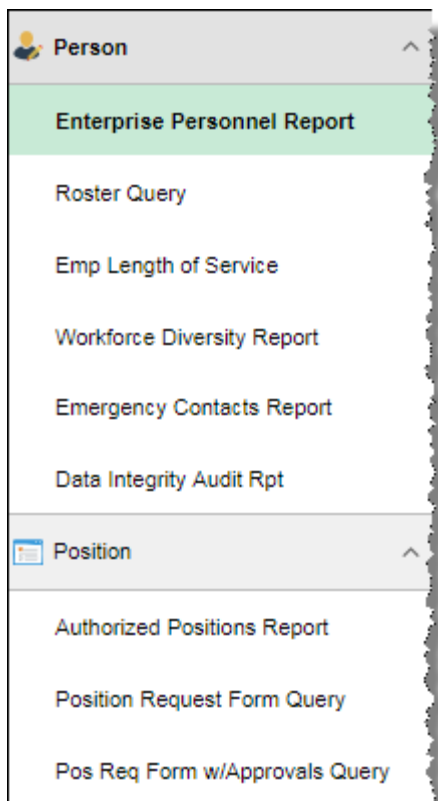 Person
Enterprise Personnel Report
Roster Query
Emp Length of Service
Workforce Diversity Report
Emergency Contacts Report
Data Integrity Audit Rpt
Position
Authorized Positions Report
Position Request Form Query
Pos Req Form w/Approvals Query